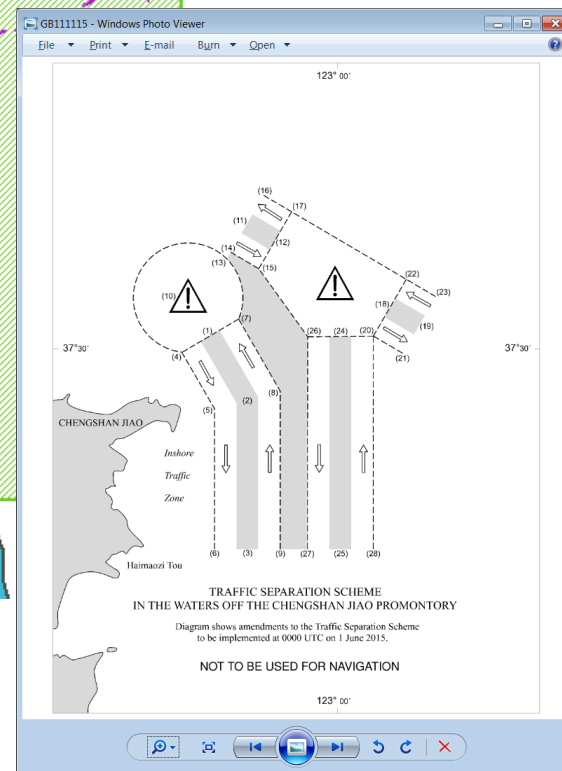 GB111115 - Windows Photo Viewer
File Print E-mail Burn Open
123° 00'
(16)
(17)
(11)
(12)
(14)
(13)
(15)
(22)
(10)
(23)
(18)
(7)
(19)
(1)
(26) (24) (20)
37°30'
37°30'
(4)
(21)
(8)
(2)
(5)
CHENGSHAN JIAO
Inshore
Traffic
Zone
(6) (3) (9) (27) (25) (28)
Haimaozi Tou
TRAFFIC SEPARATION SCHEME
IN THE WATERS OFF THE CHENGSHAN JIAO PROMONTORY
Diagram shows amendments to the Traffic Separation Scheme
to be implemented at 0000 UTC on 1 June 2015.
NOT TO BE USED FOR NAVIGATION
123° 00'